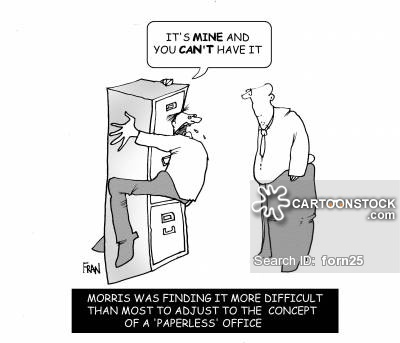 IT'S MINE AND
YOU CAN'T HAVE IT
CARTOONSTOCK
.com
Search ID: forn25
FRAN
MORRIS WAS FINDING IT MORE DIFFICULT
THAN MOST TO ADJUST TO THE CONCEPT
OF A 'PAPERLESS' OFFICE